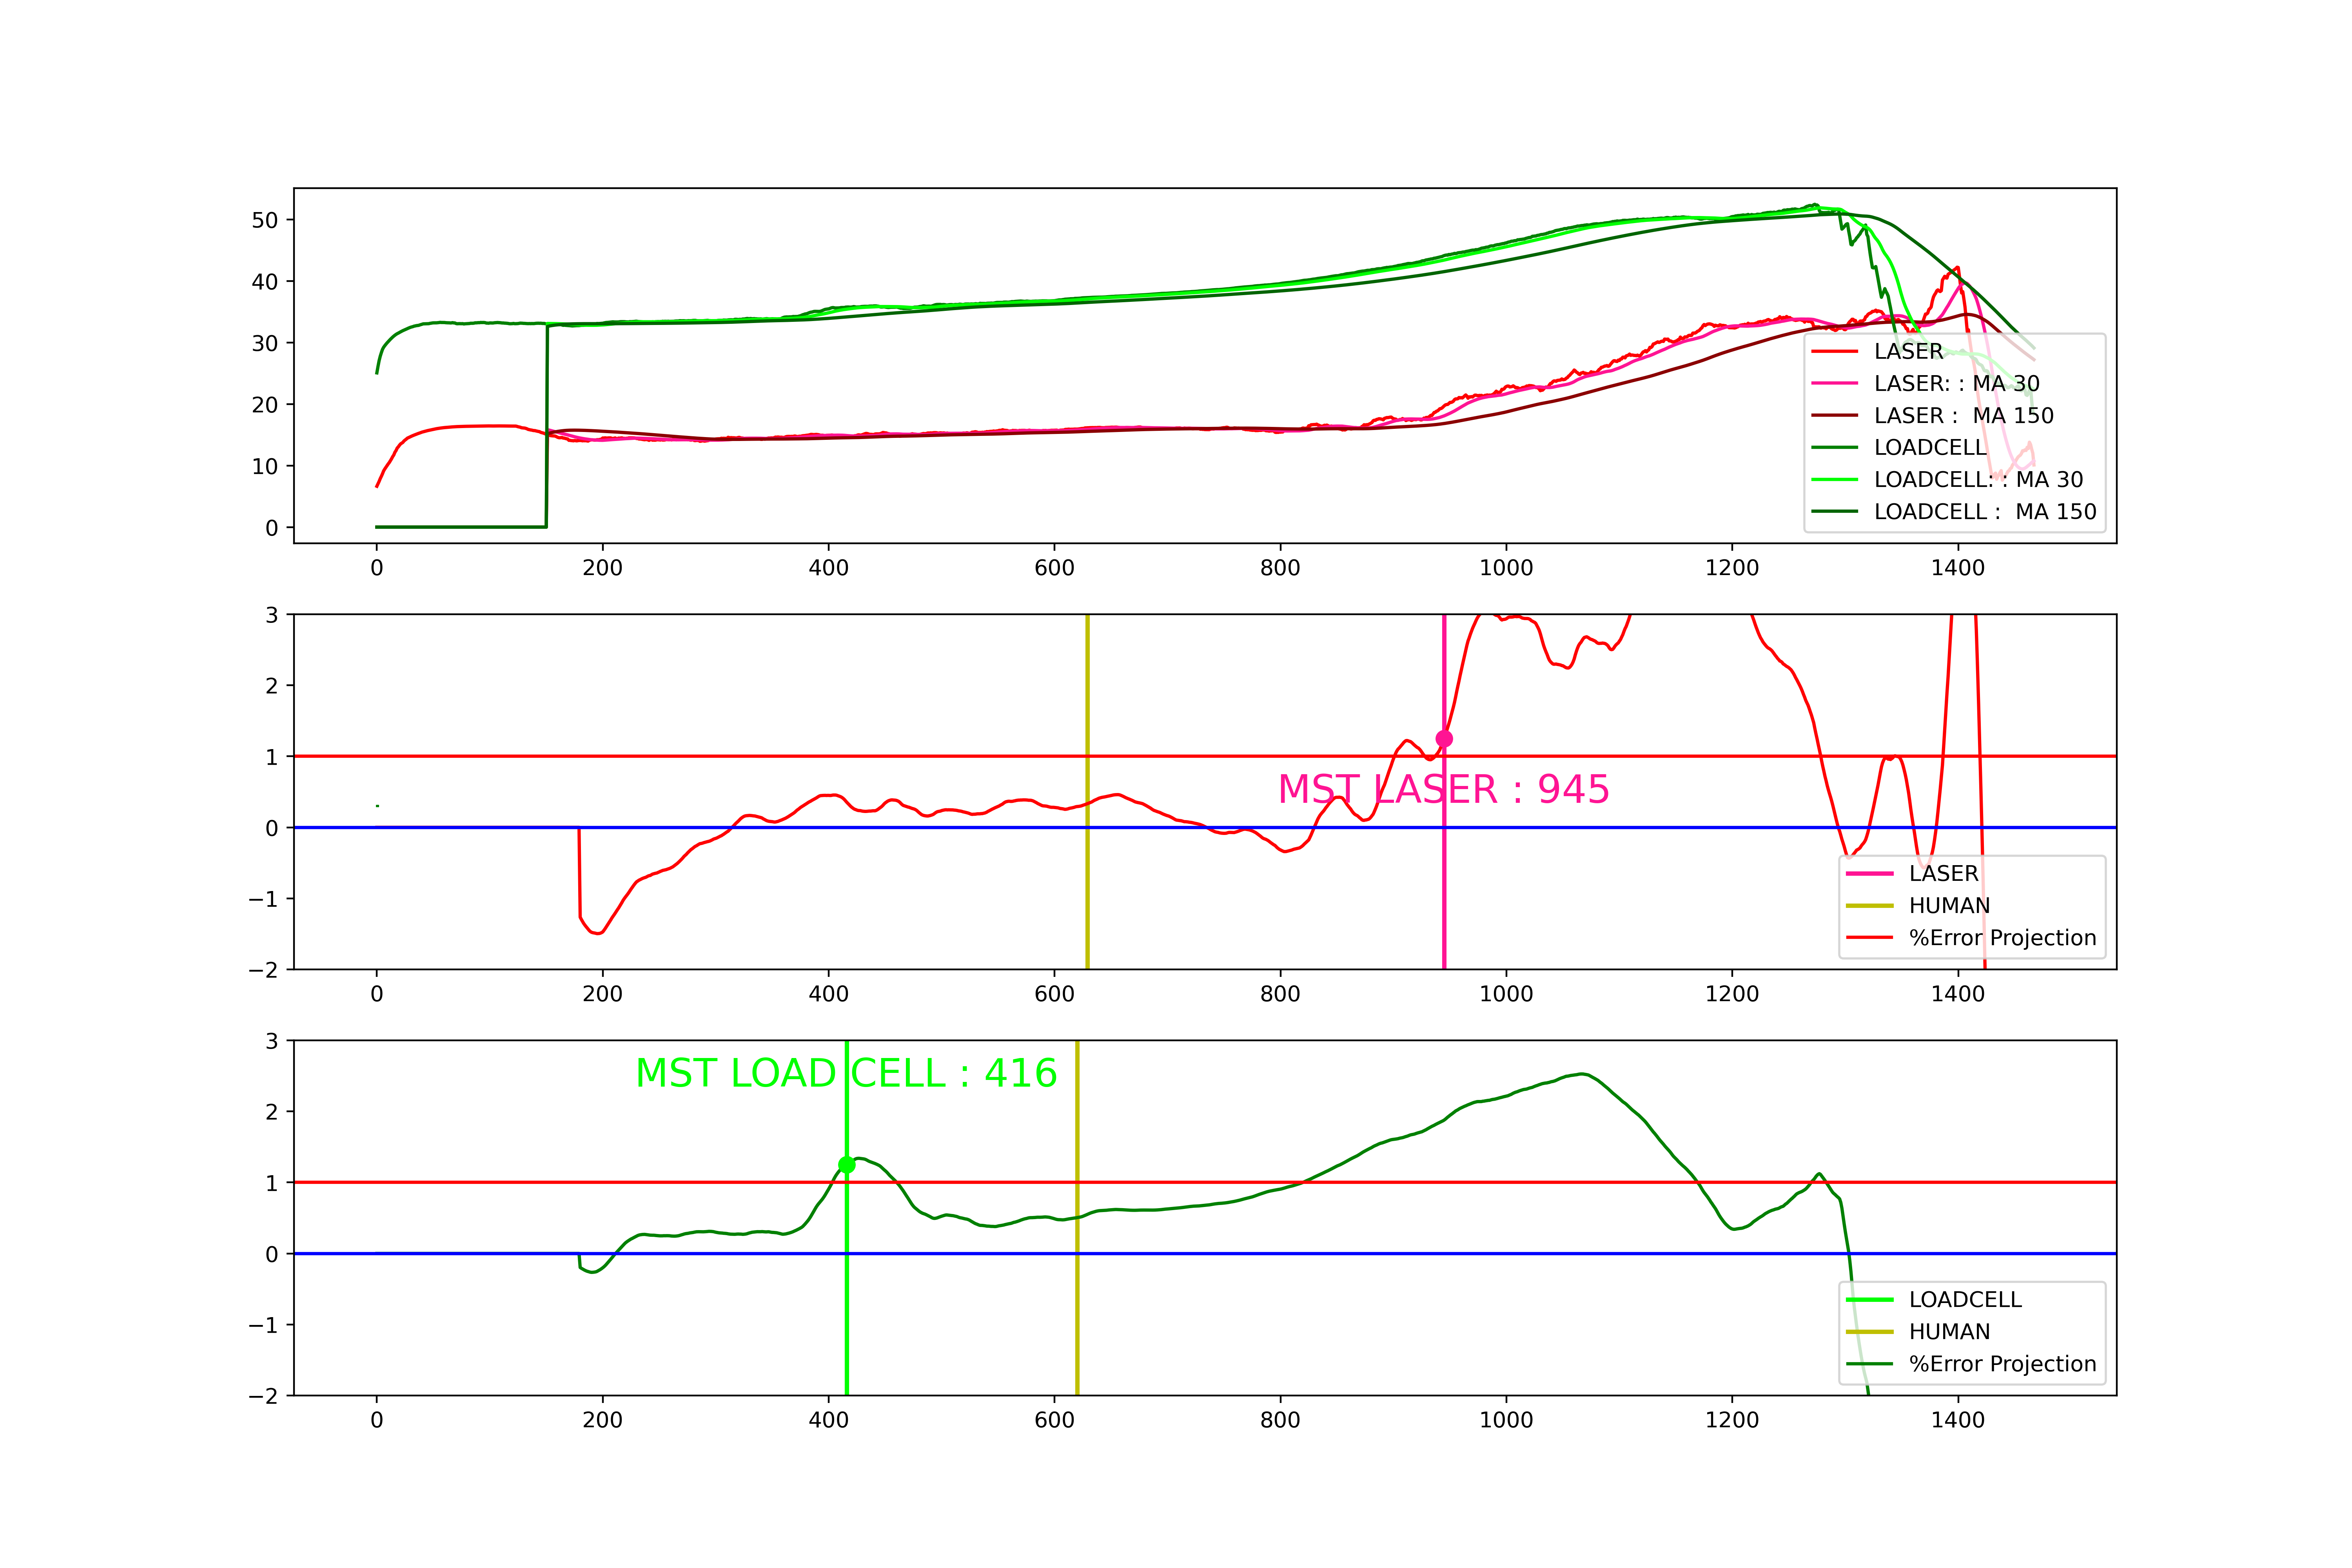 50
40
30
20
10
0
LASER
LASER: : MA 30
LASER :  MA 150
LOADCELL
LOADCELL: : MA 30
LOADCELL :  MA 150
0 200 400 600 800 1000 1200 1400
3
2
1
0
−1
−2
MST LASER : 945
LASER
HUMAN
%Error Projection
0 200 400 600 800 1000 1200 1400
3
2
1
0
−1
−2
MST LOAD CELL : 416
LOADCELL
HUMAN
%Error Projection
0 200 400 600 800 1000 1200 1400